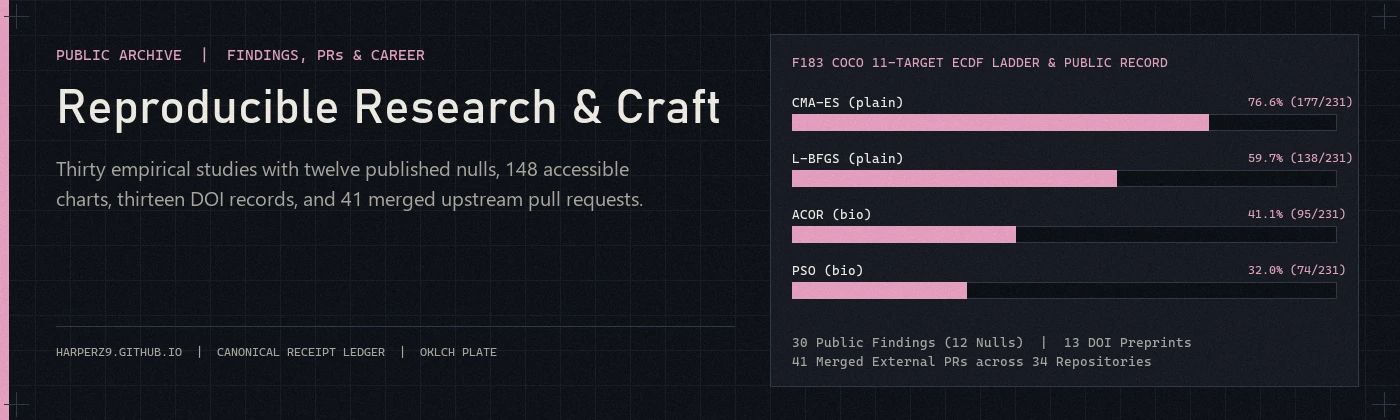 PUBLIC ARCHIVE | FINDINGS, PRs & CAREER
Reproducible Research & Craft
Thirty empirical studies with twelve published nulls, 148 accessible
charts, thirteen DOI records, and 41 merged upstream pull requests.
HARPERZ9.GITHUB.IO | CANONICAL RECEIPT LEDGER | OKLCH PLATE
F183 COCO 11-TARGET ECDF LADDER & PUBLIC RECORD
CMA-ES (plain) 76.6% (177/231)
L-BFGS (plain) 59.7% (138/231)
ACOR (bio) 41.1% (95/231)
PSO (bio) 32.0% (74/231)
30 Public Findings (12 Nulls) | 13 DOI Preprints
41 Merged External PRs across 34 Repositories